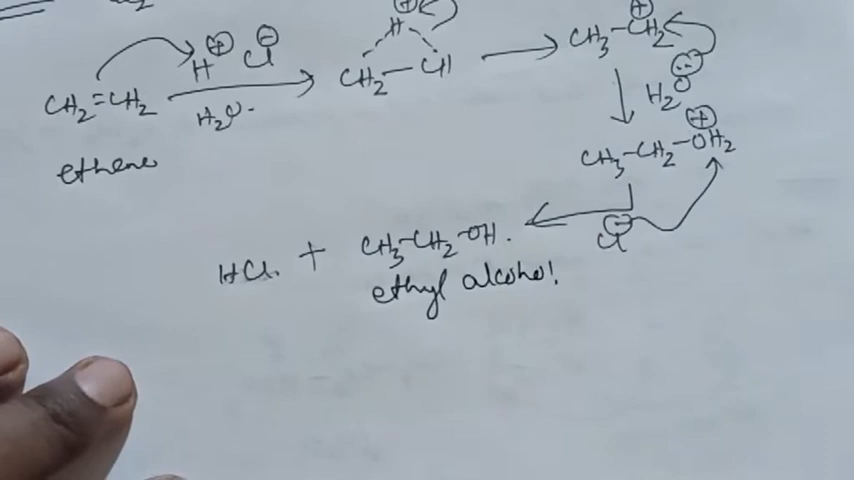 H⊕ Cl⊖
CH2=CH2
H2O
ethene
H⊕
CH2—CH
CH3—CH2⊕
H2O
CH3—CH2—OH2⊕
Cl⊖
HCl + CH3—CH2—OH.
ethyl alcohol